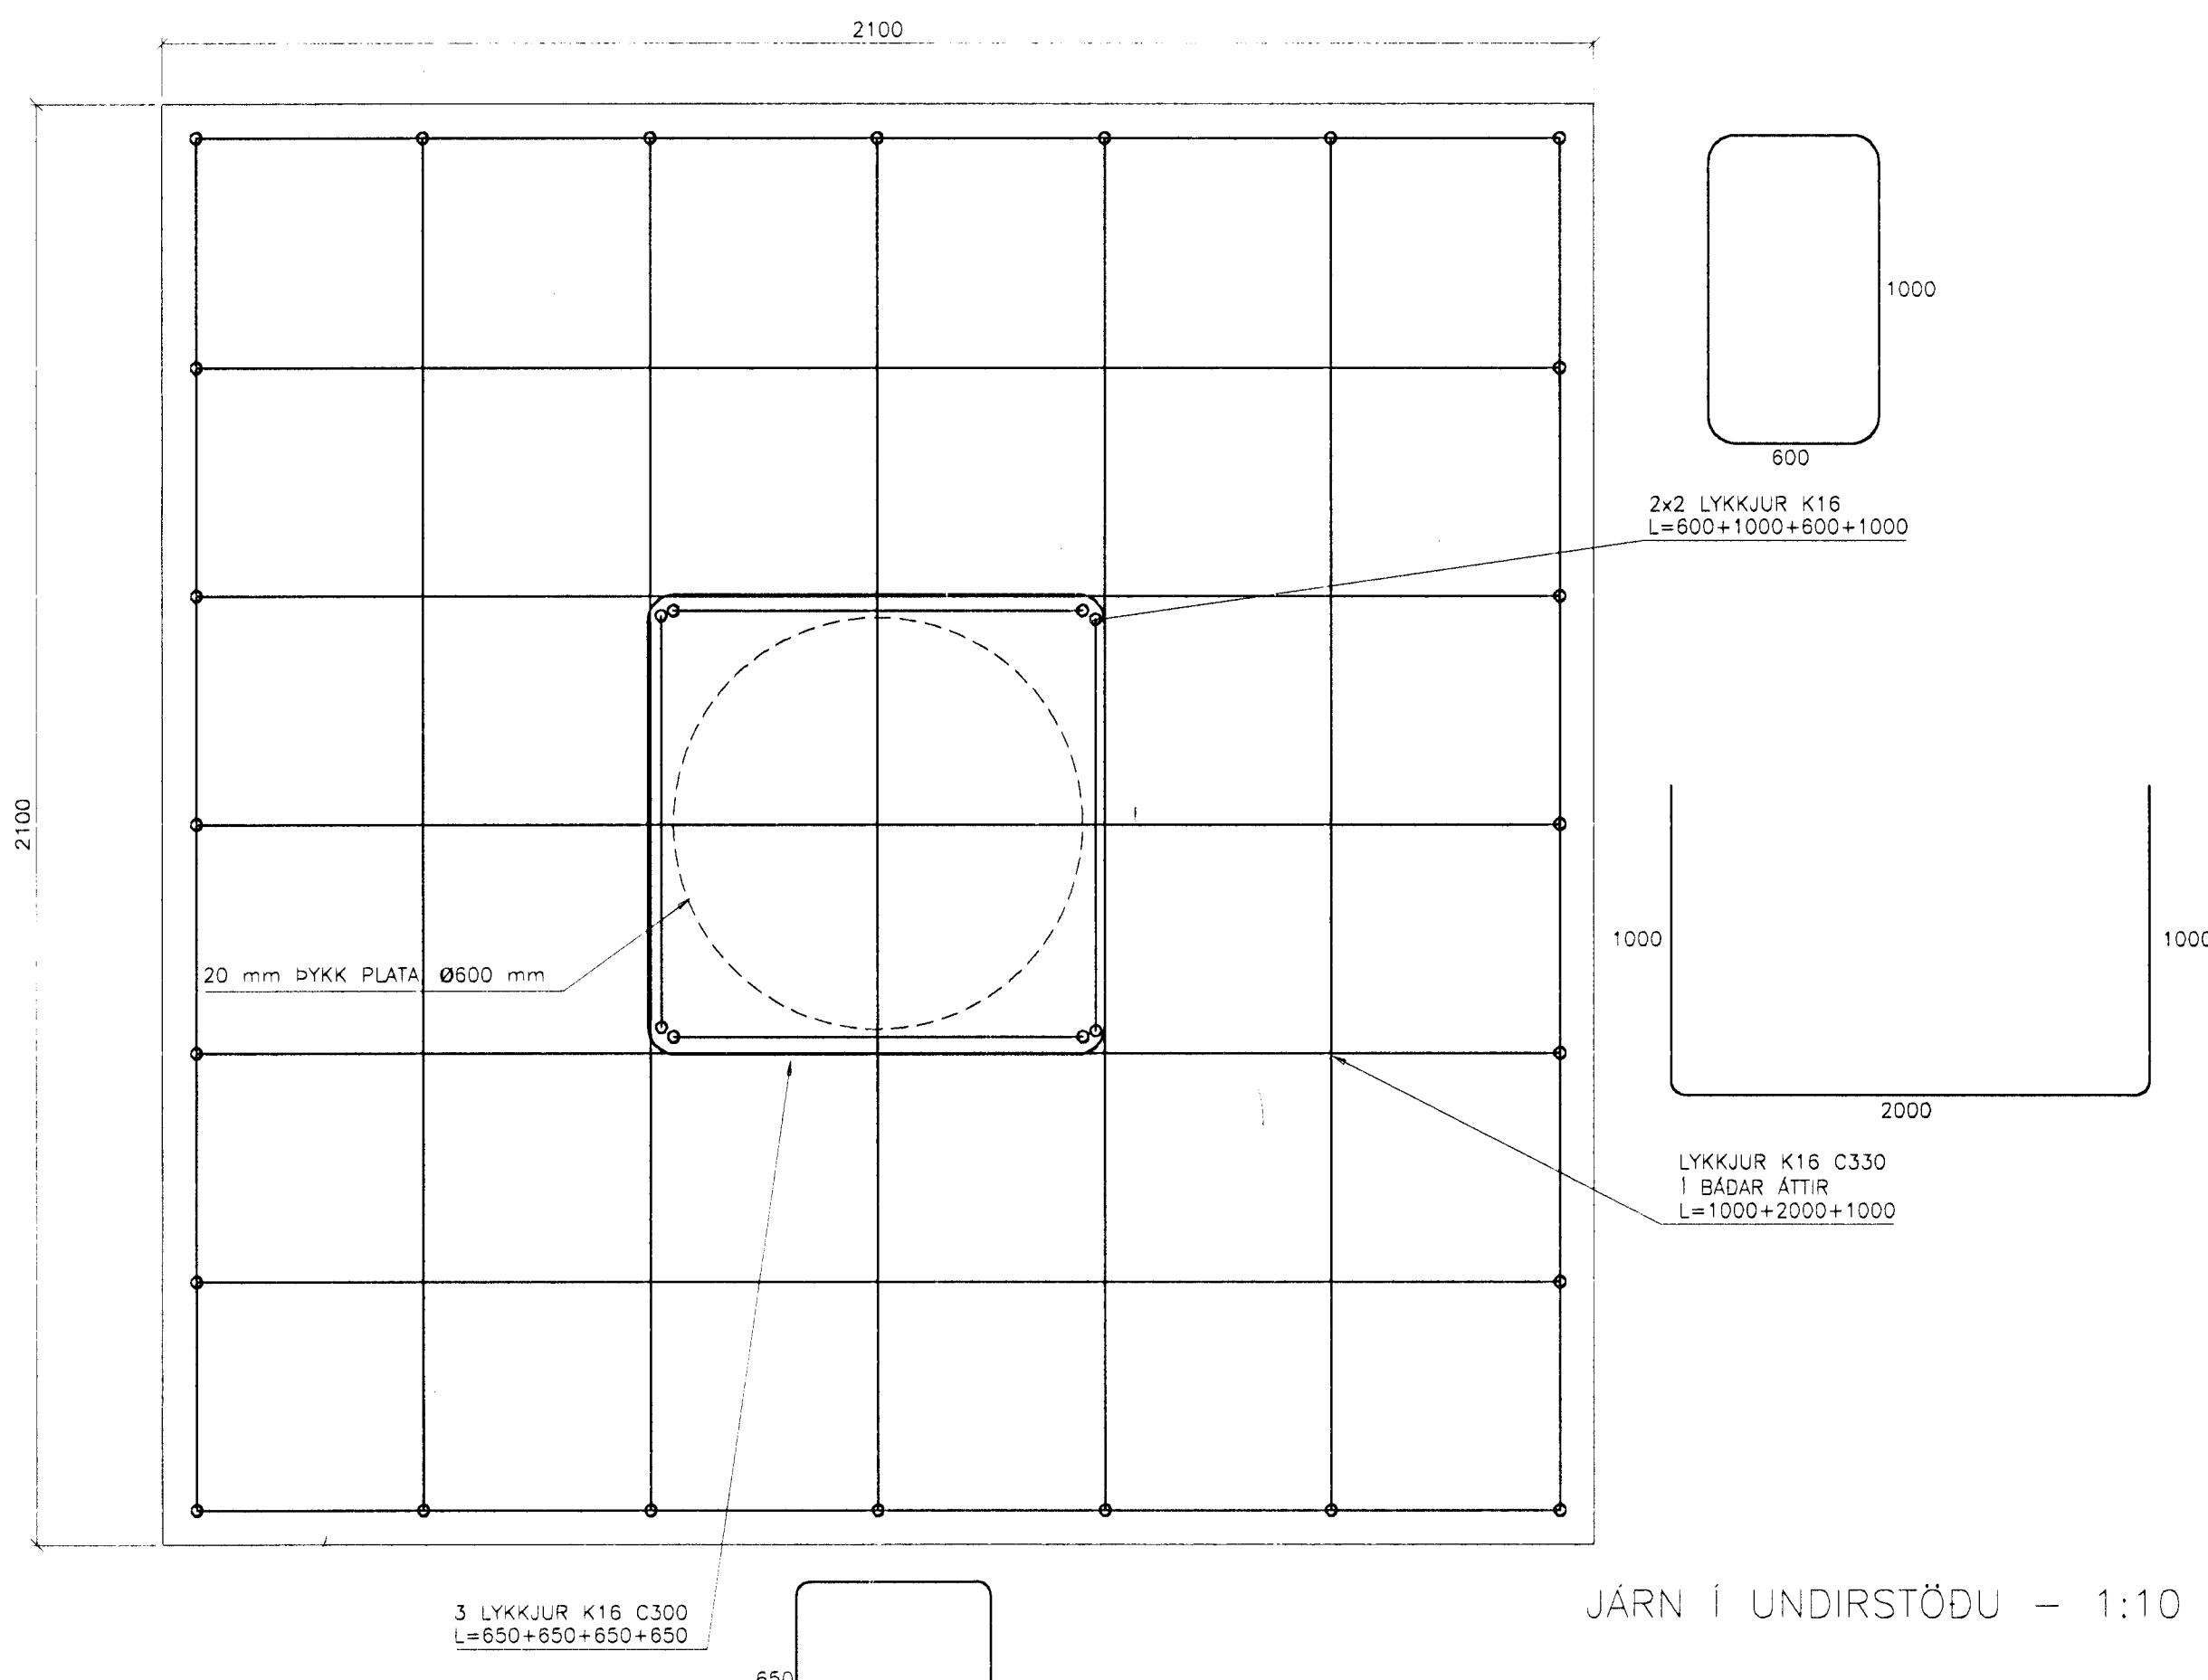 2100
2100
1000
600
2x2 LYKKJUR K16
L=600+1000+600+1000
20 mm ÞYKK PLATA Ø600 mm
1000
1000
2000
LYKKJUR K16 C330
Í BÁÐAR ÁTTIR
L=1000+2000+1000
3 LYKKJUR K16 C300
L=650+650+650+650
650
JÁRN Í UNDIRSTÖÐU – 1:10